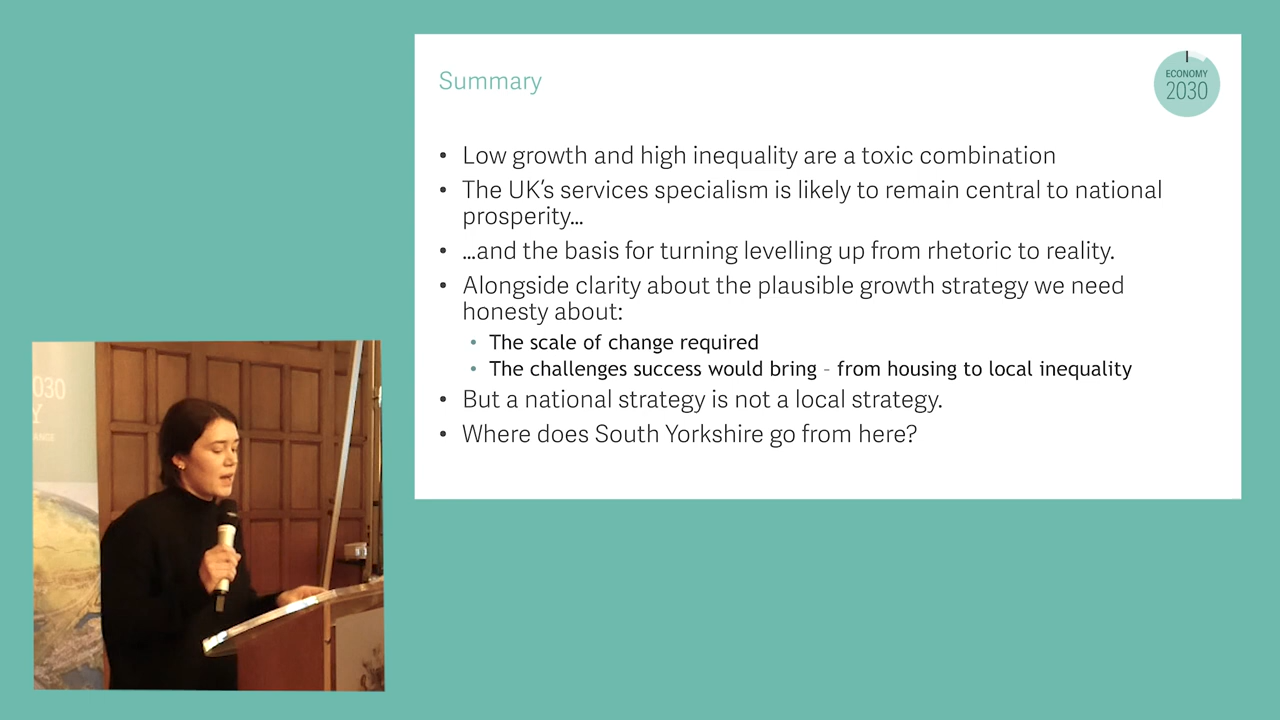 Summary
ECONOMY
2030
• Low growth and high inequality are a toxic combination
• The UK’s services specialism is likely to remain central to national
prosperity…
• …and the basis for turning levelling up from rhetoric to reality.
• Alongside clarity about the plausible growth strategy we need
honesty about:
• The scale of change required
• The challenges success would bring – from housing to local inequality
• But a national strategy is not a local strategy.
• Where does South Yorkshire go from here?
030
Y